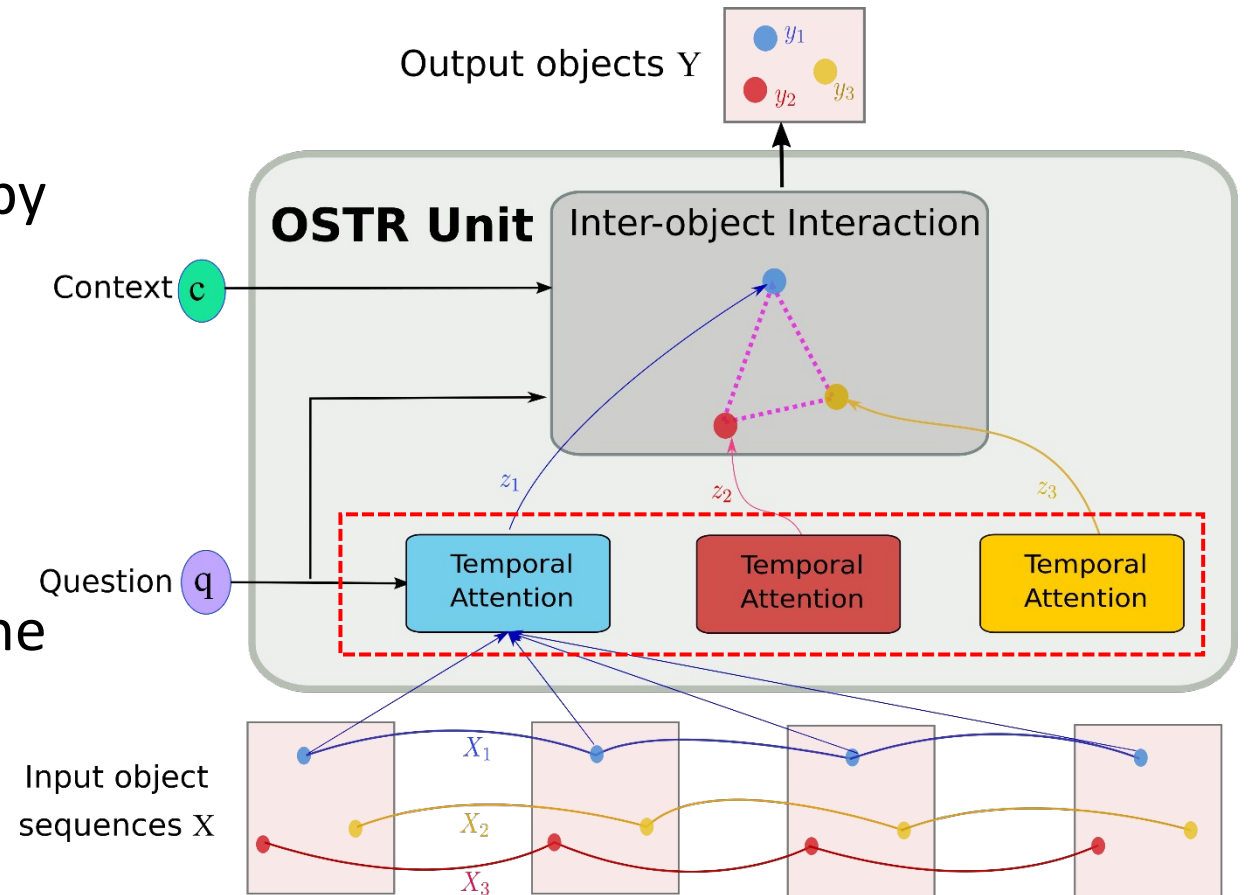 Output objects Y
y₁
y₂
y₃
by
OSTR Unit
Inter-object Interaction
Context c
z₁
z₂
z₃
Question q
Temporal
Attention
Temporal
Attention
Temporal
Attention
Input object
sequences X
X₁
X₂
X₃